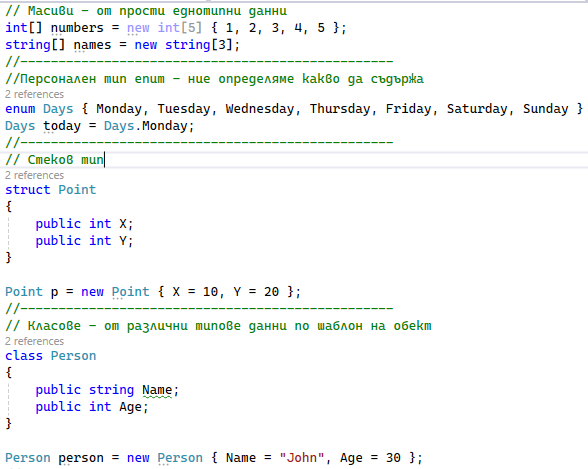 // Масиви - от прости еднотипни данни
int[] numbers = new int[5] { 1, 2, 3, 4, 5 };
string[] names = new string[3];
//-------------------------------------------------
//Персонален тип enum - ние определяме какво да съдържа
2 references
enum Days { Monday, Tuesday, Wednesday, Thursday, Friday, Saturday, Sunday }
Days today = Days.Monday;
//-------------------------------------------------
// Стеков тип
2 references
struct Point
{
    public int X;
    public int Y;
}
Point p = new Point { X = 10, Y = 20 };
//-------------------------------------------------
// Класове - от различни типове данни по шаблон на обект
2 references
class Person
{
    public string Name;
    public int Age;
}
Person person = new Person { Name = "John", Age = 30 };